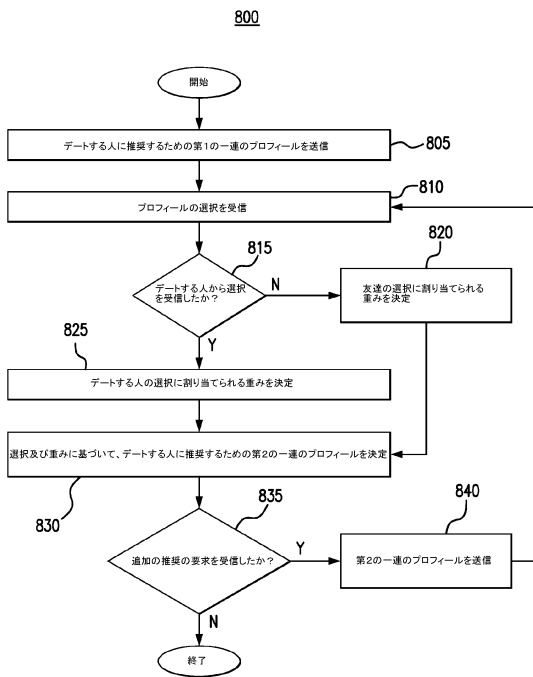 800
開始
デートする人に推奨するための第1の一連のプロフィールを送信
805
プロフィールの選択を受信
810
815
デートする人から選択
を受信したか?
N
Y
820
友達の選択に割り当てられる
重みを決定
825
デートする人の選択に割り当てられる重みを決定
選択及び重みに基づいて、デートする人に推奨するための第2の一連のプロフィールを決定
830
835
追加の推奨の要求を受信したか?
Y
N
840
第2の一連のプロフィールを送信
終了